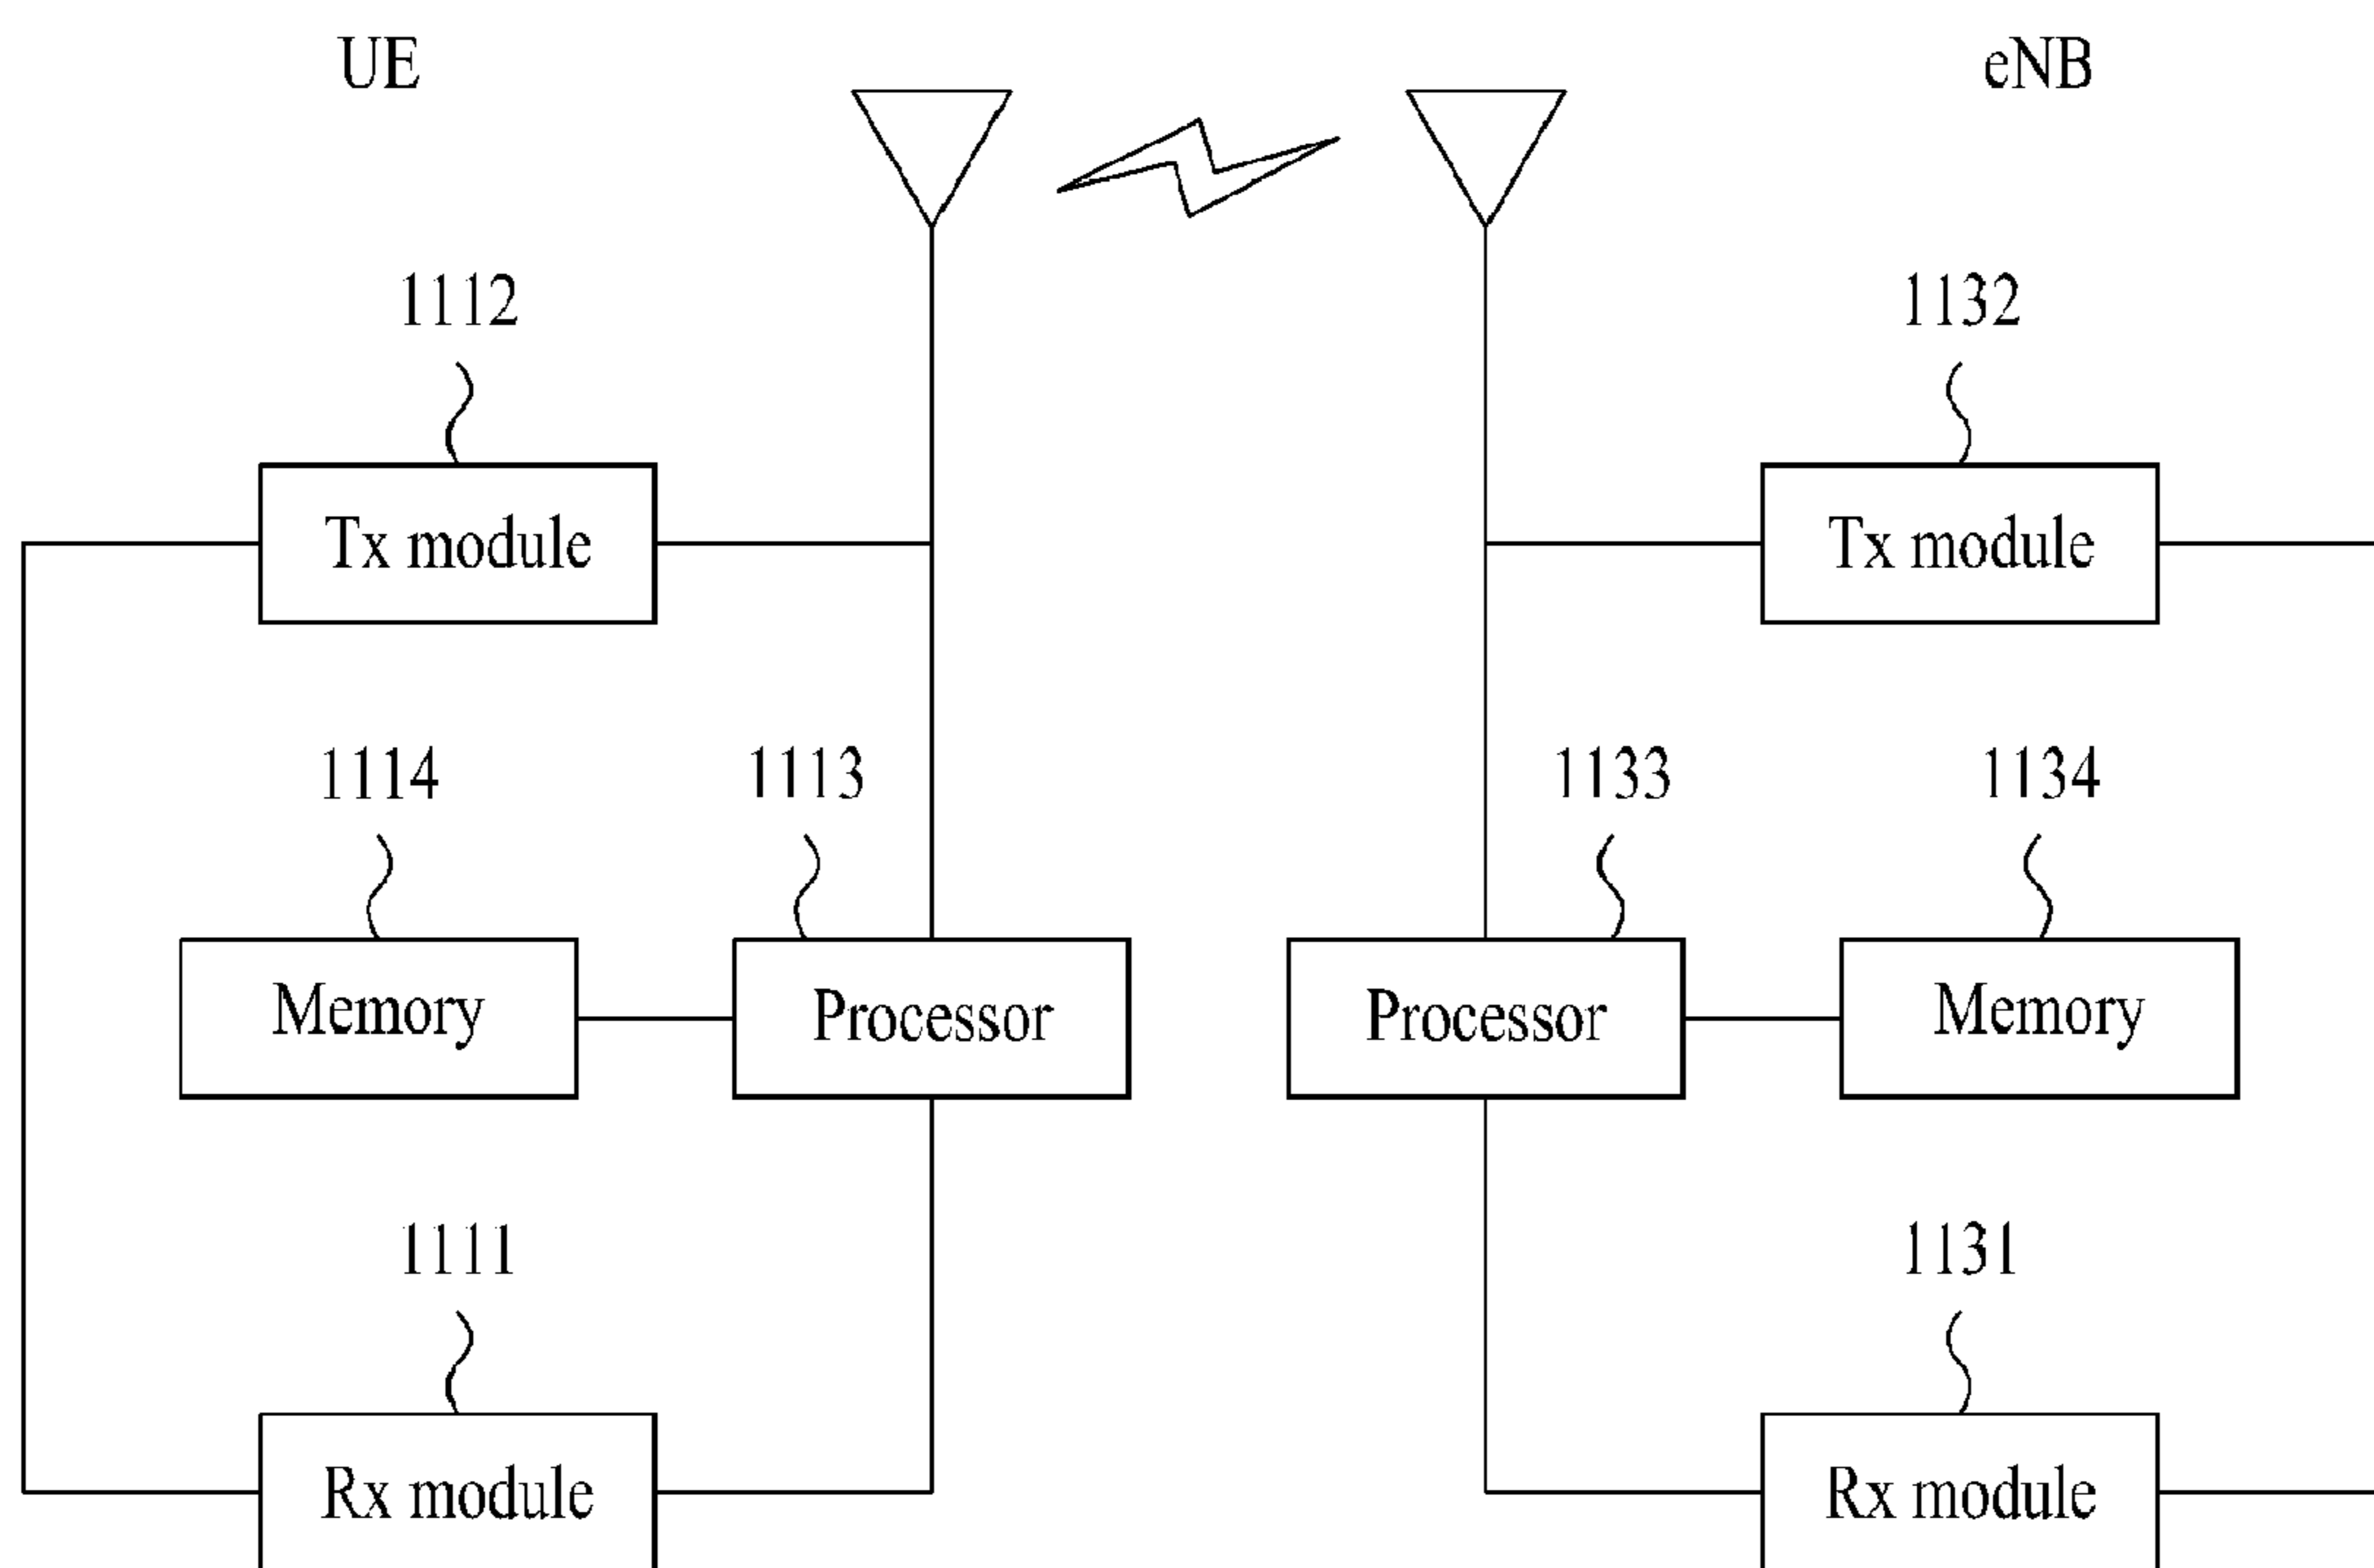 UE
eNB
1112
1132
Tx module
Tx module
1114
1113
1133
1134
Memory
Processor
Processor
Memory
1111
1131
Rx module
Rx module